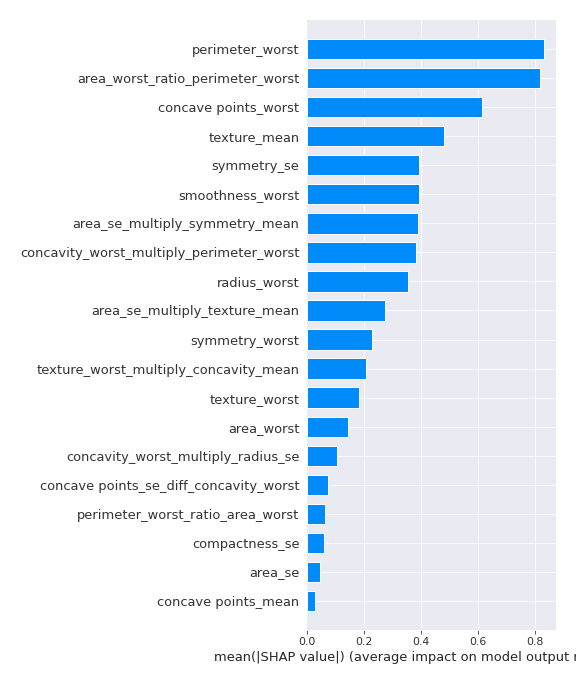 perimeter_worst
area_worst_ratio_perimeter_worst
concave points_worst
texture_mean
symmetry_se
smoothness_worst
area_se_multiply_symmetry_mean
concavity_worst_multiply_perimeter_worst
radius_worst
area_se_multiply_texture_mean
symmetry_worst
texture_worst_multiply_concavity_mean
texture_worst
area_worst
concavity_worst_multiply_radius_se
concave points_se_diff_concavity_worst
perimeter_worst_ratio_area_worst
compactness_se
area_se
concave points_mean
0.0 0.2 0.4 0.6 0.8
mean(|SHAP value|) (average impact on model output